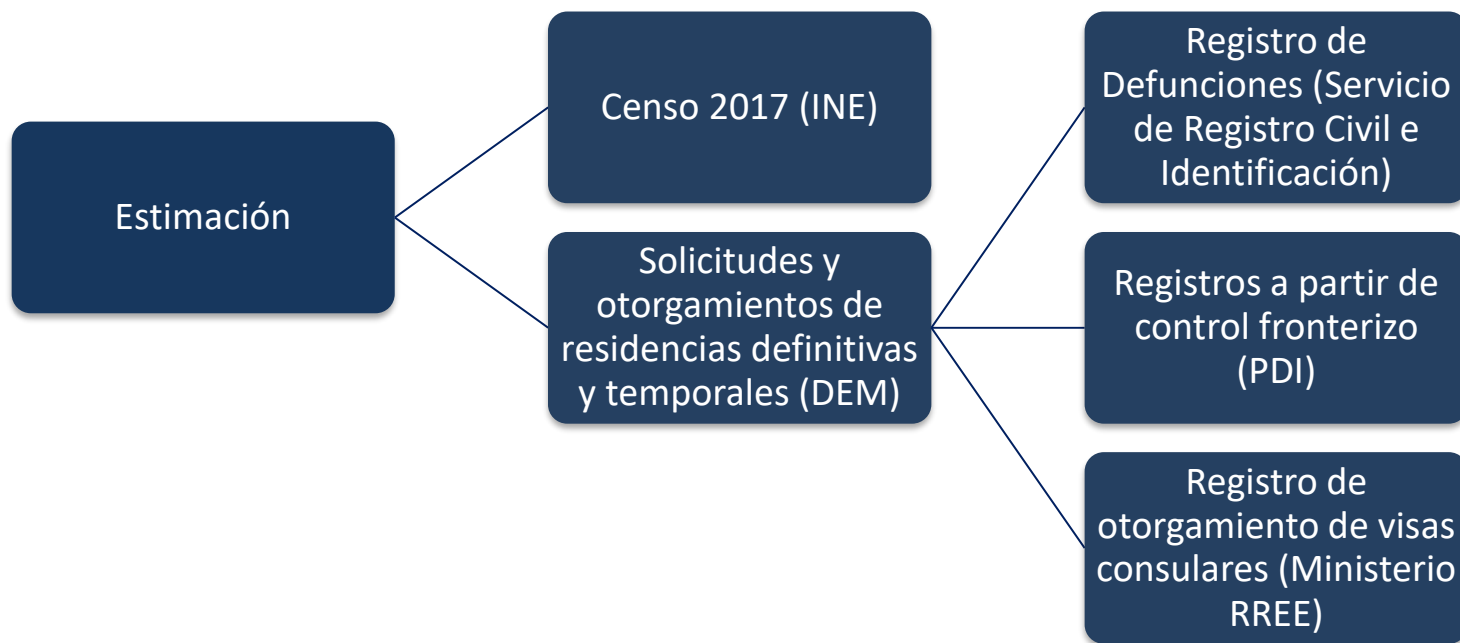 Estimación
Censo 2017 (INE)
Solicitudes y
otorgamientos de
residencias definitivas
y temporales (DEM)
Registro de
Defunciones (Servicio
de Registro Civil e
Identificación)
Registros a partir de
control fronterizo
(PDI)
Registro de
otorgamiento de visas
consulares (Ministerio
RREE)